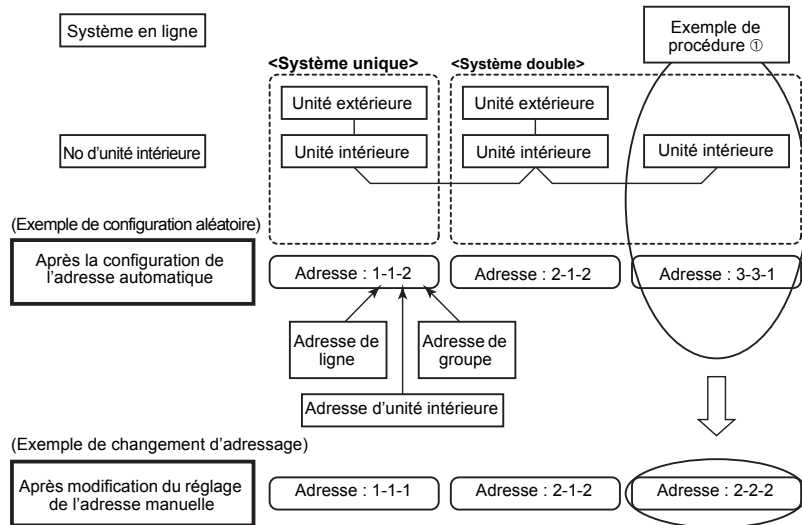 Système en ligne
Exemple de
procédure ①
<Système unique>
<Système double>
Unité extérieure
Unité extérieure
No d'unité intérieure
Unité intérieure
Unité intérieure
Unité intérieure
(Exemple de configuration aléatoire)
Après la configuration de
l'adresse automatique
Adresse : 1-1-2
Adresse : 2-1-2
Adresse : 3-3-1
Adresse de
ligne
Adresse de
groupe
Adresse d'unité intérieure
(Exemple de changement d'adressage)
Après modification du réglage
de l'adresse manuelle
Adresse : 1-1-1
Adresse : 2-1-2
Adresse : 2-2-2